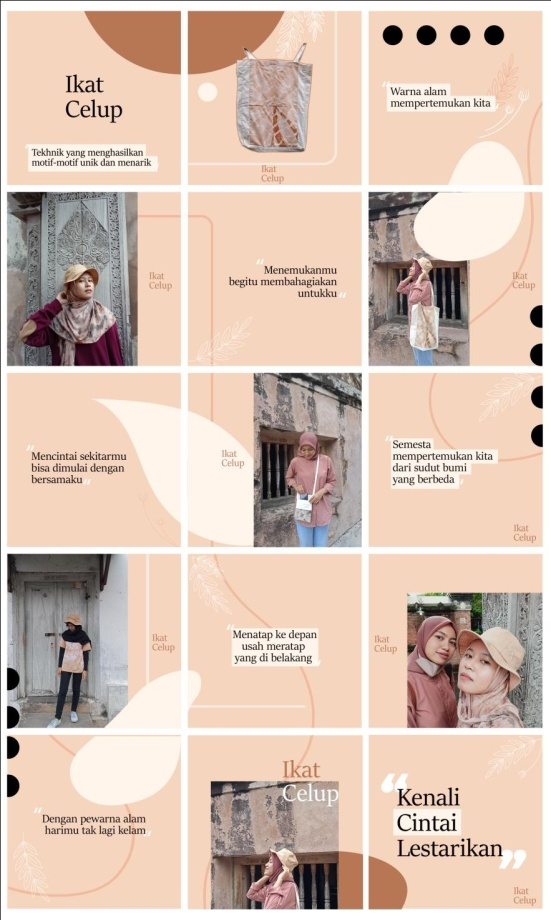 Ikat
Celup
Tekhnik yang menghasilkan
motif-motif unik dan menarik
Ikat
Celup
"Warna alam
mempertemukan kita"
Ikat
Celup
"Menemukanmu
begitu membahagiakan
untukku"
Ikat
Celup
"Mencintai sekitarmu
bisa dimulai dengan
bersamaku"
Ikat
Celup
"Semesta
mempertemukan kita
dari sudut bumi
yang berbeda"
Ikat
Celup
Ikat
Celup
"Menatap ke depan
usah meratap
yang di belakang"
Ikat
Celup
"Dengan pewarna alam
harimu tak lagi kelam"
Ikat
Celup
"Kenali
Cintai
Lestarikan"
Ikat
Celup